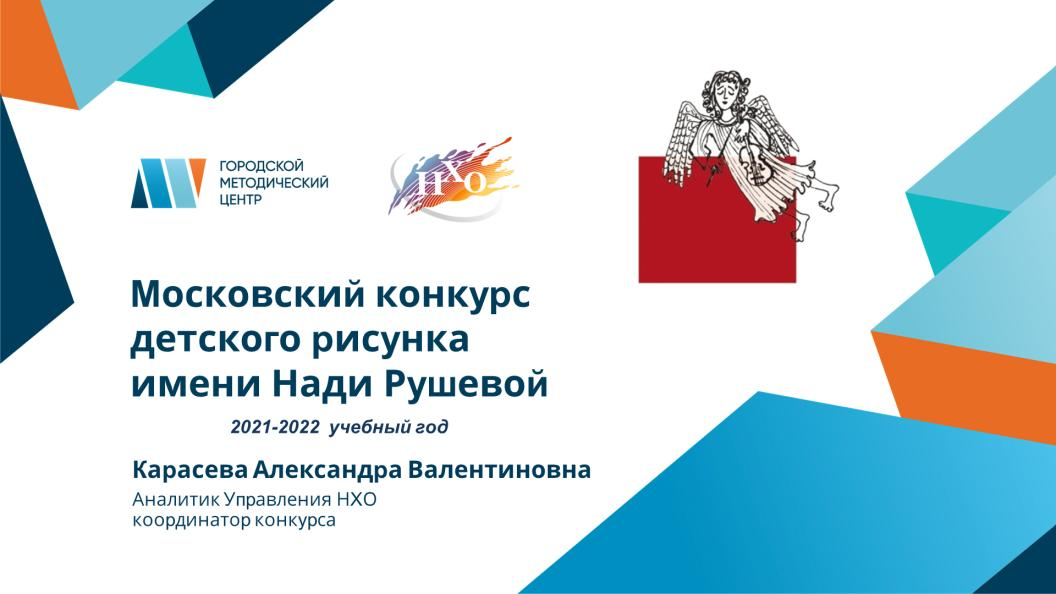 ГОРОДСКОЙ
МЕТОДИЧЕСКИЙ
ЦЕНТР
НХО
Московский конкурс
детского рисунка
имени Нади Рушевой
2021-2022 учебный год
Карасева Александра Валентиновна
Аналитик Управления НХО
координатор конкурса